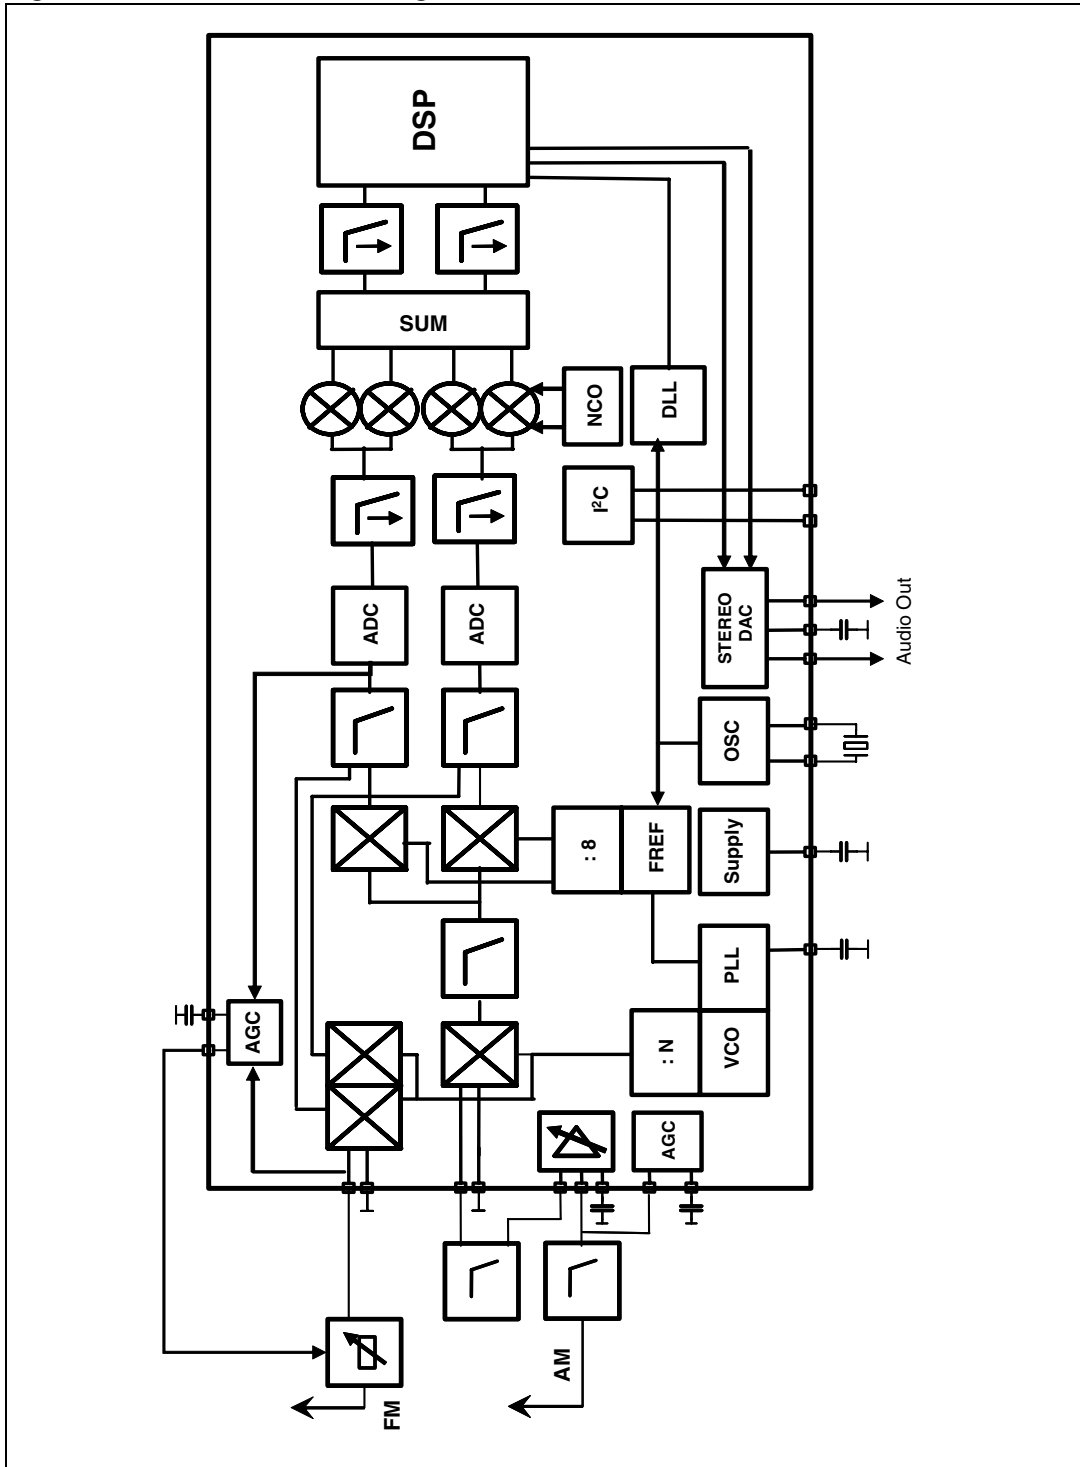 DSP
SUM
NCO
DLL
I²C
ADC
ADC
STEREO
DAC
Audio Out
OSC
: 8
FREF
Supply
PLL
AGC
: N
VCO
AGC
AM
FM